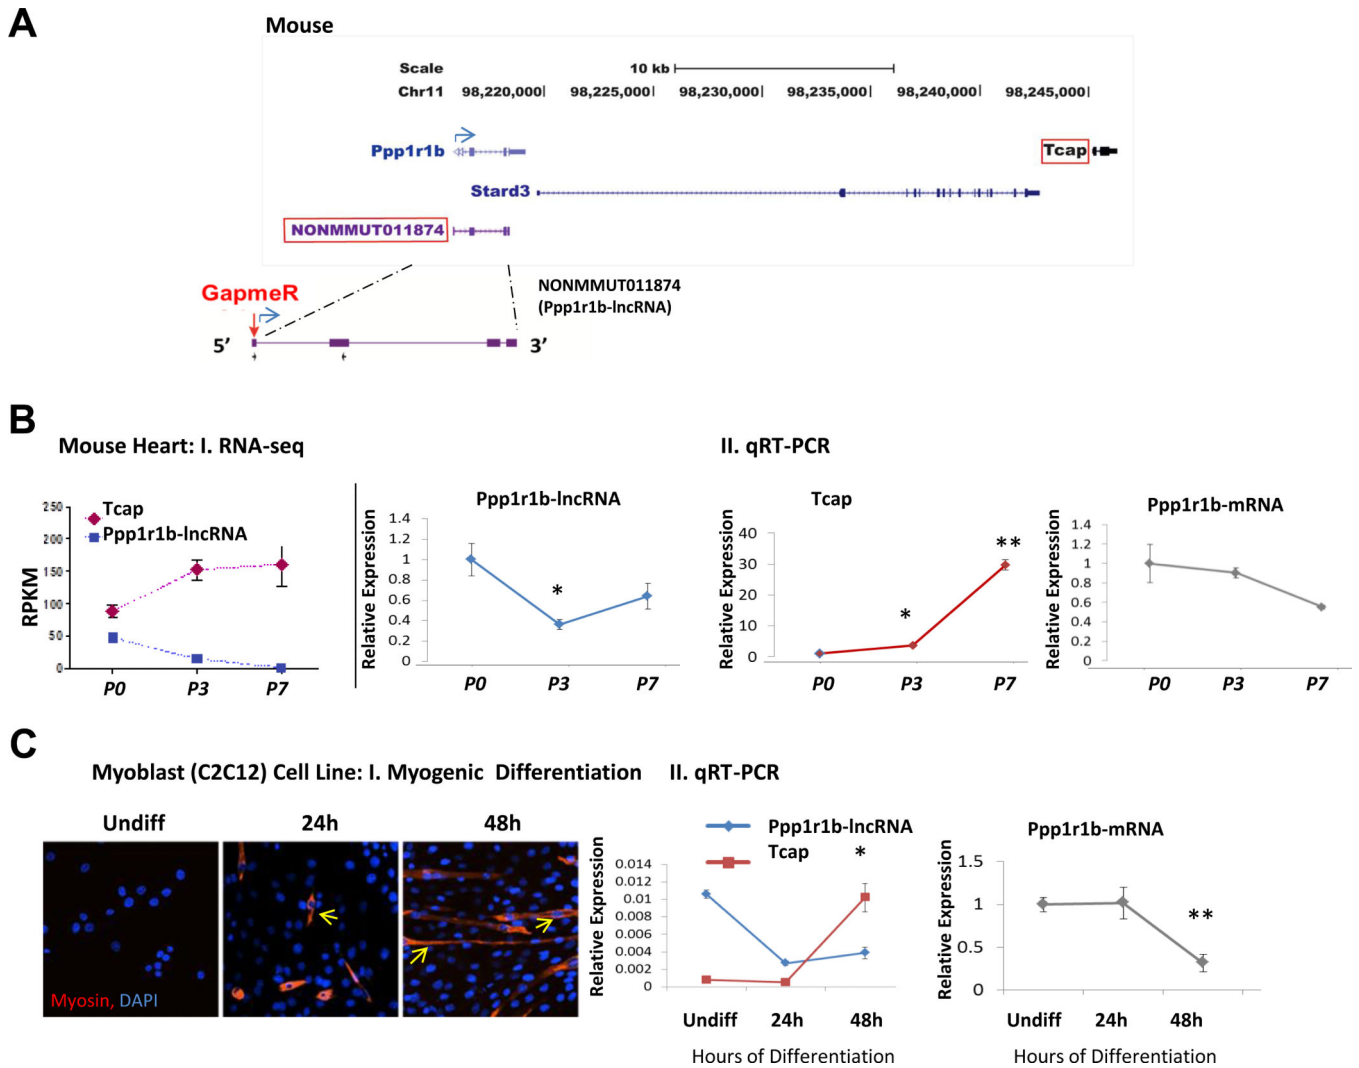 A
Mouse
Scale 10 kb
Chr11 98,220,000 98,225,000 98,230,000 98,235,000 98,240,000 98,245,000
Ppp1r1b Tcap
Stard3
NONMMUT011874
GapmeR
NONMMUT011874
(Ppp1r1b-lncRNA)
5’ 3’
B
Mouse Heart: I. RNA-seq II. qRT-PCR
Tcap
Ppp1r1b-lncRNA
RPKM
250
200
150
100
50
0
P0 P3 P7
Ppp1r1b-lncRNA
Relative Expression
1.4
1.2
1
0.8
0.6
0.4
0.2
0
*
P0 P3 P7
Tcap
Relative Expression
40
30
20
10
0
*
**
P0 P3 P7
Ppp1r1b-mRNA
Relative Expression
1.4
1.2
1
0.8
0.6
0.4
0.2
0
P0 P3 P7
C
Myoblast (C2C12) Cell Line: I. Myogenic Differentiation II. qRT-PCR
Undiff 24h 48h
Myosin, DAPI
Ppp1r1b-lncRNA
Tcap
*
Relative Expression
0.014
0.012
0.01
0.008
0.006
0.004
0.002
0
Undiff 24h 48h
Hours of Differentiation
Ppp1r1b-mRNA
Relative Expression
1.5
1
0.5
0
**
Undiff 24h 48h
Hours of Differentiation